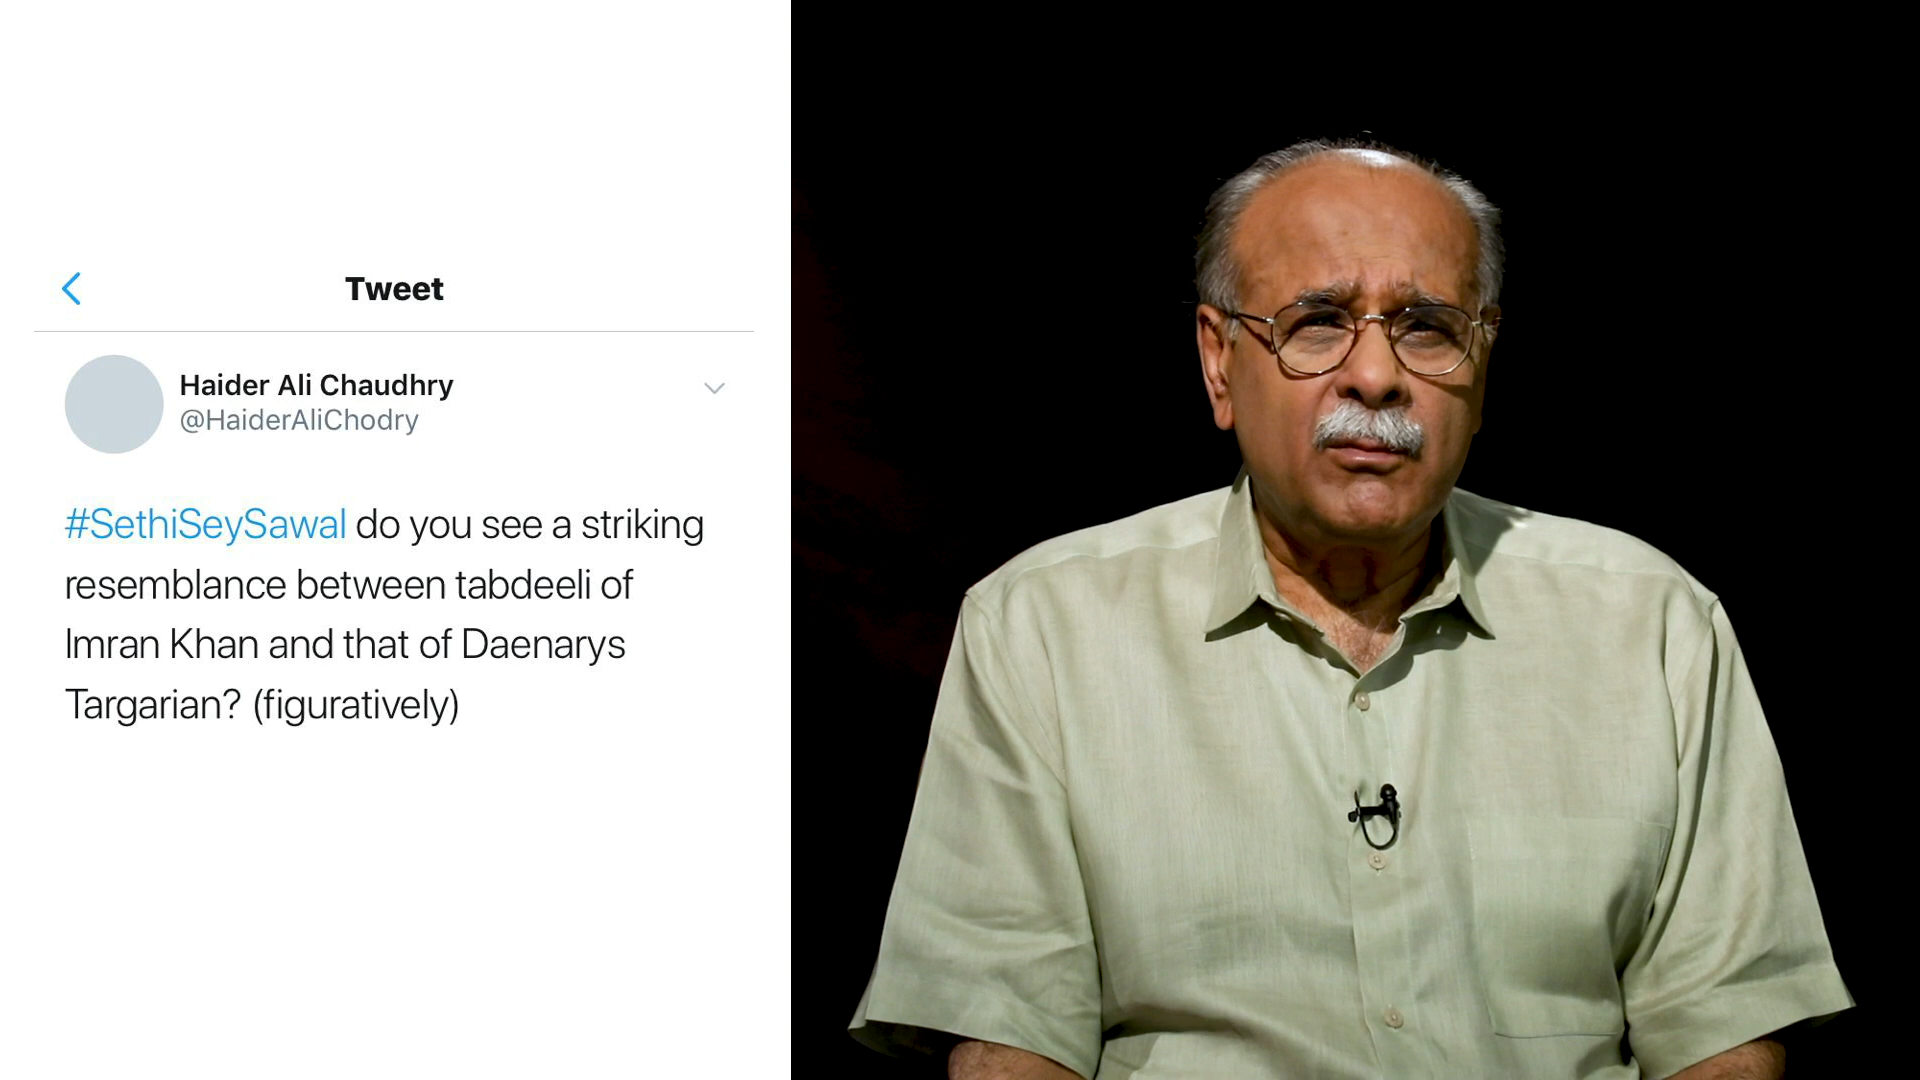 Tweet
Haider Ali Chaudhry
@HaiderAliChodry
#SethiSeySawal do you see a striking
resemblance between tabdeeli of
Imran Khan and that of Daenarys
Targarian? (figuratively)